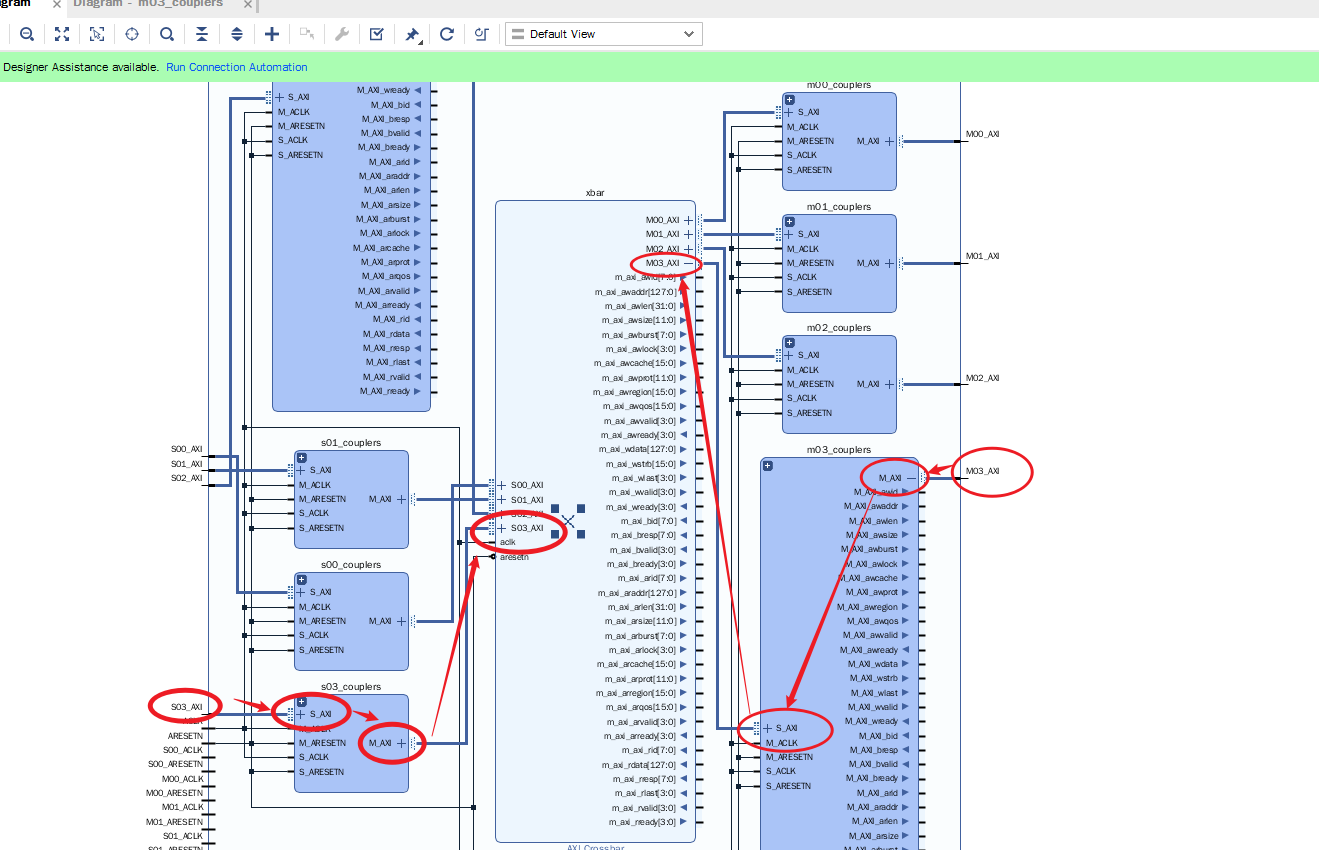 gram
Diagram - m03_couplers
Default View
Designer Assistance available. Run Connection Automation
S_AXI
M_ACLK
M_ARESETN
S_ACLK
S_ARESETN
M_AXI_wready
M_AXI_bid
M_AXI_bresp
M_AXI_bvalid
M_AXI_bready
M_AXI_arid
M_AXI_araddr
M_AXI_arlen
M_AXI_arsize
M_AXI_arburst
M_AXI_arlock
M_AXI_arcache
M_AXI_arprot
M_AXI_arqos
M_AXI_arvalid
M_AXI_arready
M_AXI_rid
M_AXI_rdata
M_AXI_rresp
M_AXI_rlast
M_AXI_rvalid
M_AXI_rready
S00_AXI
S01_AXI
S02_AXI
s01_couplers
S_AXI
M_ACLK
M_ARESETN
S_ACLK
S_ARESETN
M_AXI
s00_couplers
S_AXI
M_ACLK
M_ARESETN
S_ACLK
S_ARESETN
M_AXI
s03_couplers
S_AXI
M_ARESETN
S_ACLK
S_ARESETN
M_AXI
S03_AXI
ARESETN
S00_ACLK
S00_ARESETN
M00_ACLK
M00_ARESETN
M01_ACLK
M01_ARESETN
S01_ACLK
S01_ARESETN
xbar
S00_AXI
S01_AXI
S02_AXI
S03_AXI
aclk
aresetn
M00_AXI
M01_AXI
M02_AXI
M03_AXI
m_axi_awid[7:0]
m_axi_awaddr[127:0]
m_axi_awlen[31:0]
m_axi_awsize[11:0]
m_axi_awburst[7:0]
m_axi_awlock[3:0]
m_axi_awcache[15:0]
m_axi_awprot[11:0]
m_axi_awregion[15:0]
m_axi_awqos[15:0]
m_axi_awvalid[3:0]
m_axi_awready[3:0]
m_axi_wdata[127:0]
m_axi_wstrb[15:0]
m_axi_wlast[3:0]
m_axi_wvalid[3:0]
m_axi_wready[3:0]
m_axi_bid[7:0]
m_axi_bresp[7:0]
m_axi_bvalid[3:0]
m_axi_bready[3:0]
m_axi_arid[7:0]
m_axi_araddr[127:0]
m_axi_arlen[31:0]
m_axi_arsize[11:0]
m_axi_arburst[7:0]
m_axi_arlock[3:0]
m_axi_arcache[15:0]
m_axi_arprot[11:0]
m_axi_arregion[15:0]
m_axi_arqos[15:0]
m_axi_arvalid[3:0]
m_axi_arready[3:0]
m_axi_rid[7:0]
m_axi_rdata[127:0]
m_axi_rresp[7:0]
m_axi_rlast[3:0]
m_axi_rvalid[3:0]
m_axi_rready[3:0]
AXI Crossbar
m00_couplers
S_AXI
M_ACLK
M_ARESETN
S_ACLK
S_ARESETN
M_AXI
M00_AXI
m01_couplers
S_AXI
M_ACLK
M_ARESETN
S_ACLK
S_ARESETN
M_AXI
M01_AXI
m02_couplers
S_AXI
M_ACLK
M_ARESETN
S_ACLK
S_ARESETN
M_AXI
M02_AXI
m03_couplers
M_AXI
M_AXI_awid
M_AXI_awaddr
M_AXI_awlen
M_AXI_awsize
M_AXI_awburst
M_AXI_awlock
M_AXI_awcache
M_AXI_awprot
M_AXI_awregion
M_AXI_awqos
M_AXI_awvalid
M_AXI_awready
M_AXI_wdata
M_AXI_wstrb
M_AXI_wlast
M_AXI_wvalid
M_AXI_wready
M_AXI_bid
M_AXI_bresp
M_AXI_bvalid
M_AXI_bready
M_AXI_arid
M_AXI_araddr
M_AXI_arlen
M_AXI_arsize
M_AXI_arburst
S_AXI
M_ACLK
M_ARESETN
S_ACLK
S_ARESETN
M03_AXI